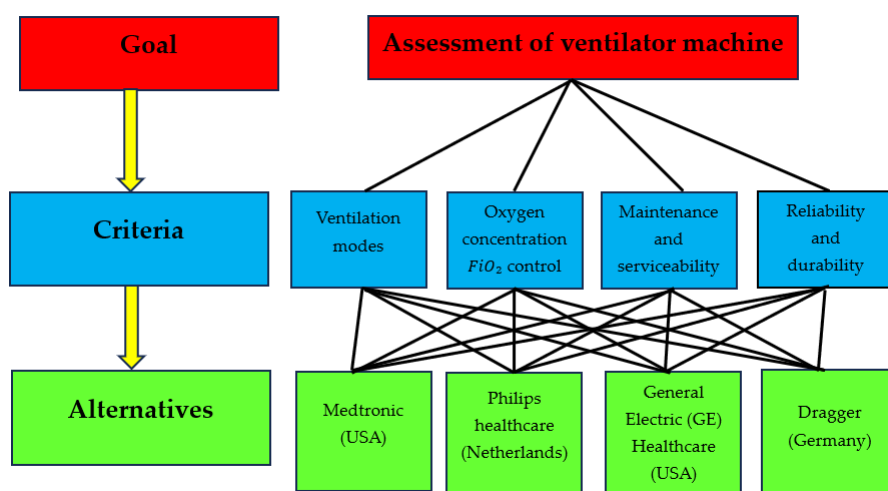 Goal
Assessment of ventilator machine
Criteria
Ventilation
modes
Oxygen
concentration
FiO₂ control
Maintenance
and
serviceability
Reliability
and
durability
Alternatives
Medtronic
(USA)
Philips
healthcare
(Netherlands)
General
Electric (GE)
Healthcare
(USA)
Dragger
(Germany)